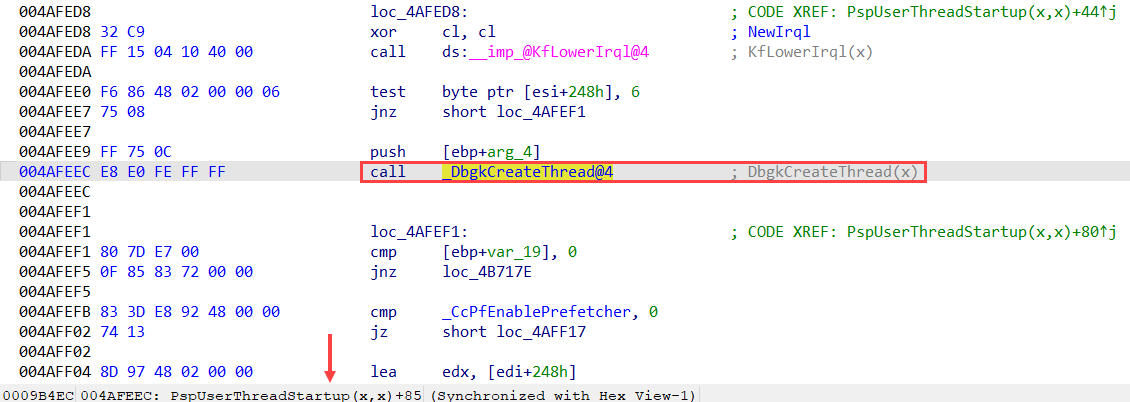 004AFED8 loc_4AFED8: ; CODE XREF: PspUserThreadStartup(x,x)+44↑j
004AFED8 32 C9 xor cl, cl ; NewIrql
004AFEDA FF 15 04 10 40 00 call ds:__imp_@KfLowerIrql@4 ; KfLowerIrql(x)
004AFEDA
004AFEE0 F6 86 48 02 00 00 06 test byte ptr [esi+248h], 6
004AFEE7 75 08 jnz short loc_4AFEF1
004AFEE7
004AFEE9 FF 75 0C push [ebp+arg_4]
004AFEEC E8 E0 FE FF FF call _DbgkCreateThread@4 ; DbgkCreateThread(x)
004AFEEC
004AFEF1
004AFEF1 loc_4AFEF1: ; CODE XREF: PspUserThreadStartup(x,x)+80↑j
004AFEF1 80 7D E7 00 cmp [ebp+var_19], 0
004AFEF5 0F 85 83 72 00 00 jnz loc_4B717E
004AFEF5
004AFEFB 83 3D E8 92 48 00 00 cmp _CcPfEnablePrefetcher, 0
004AFF02 74 13 jz short loc_4AFF17
004AFF02
004AFF04 8D 97 48 02 00 00 lea edx, [edi+248h]
0009B4EC 004AFEEC: PspUserThreadStartup(x,x)+85 (Synchronized with Hex View-1)